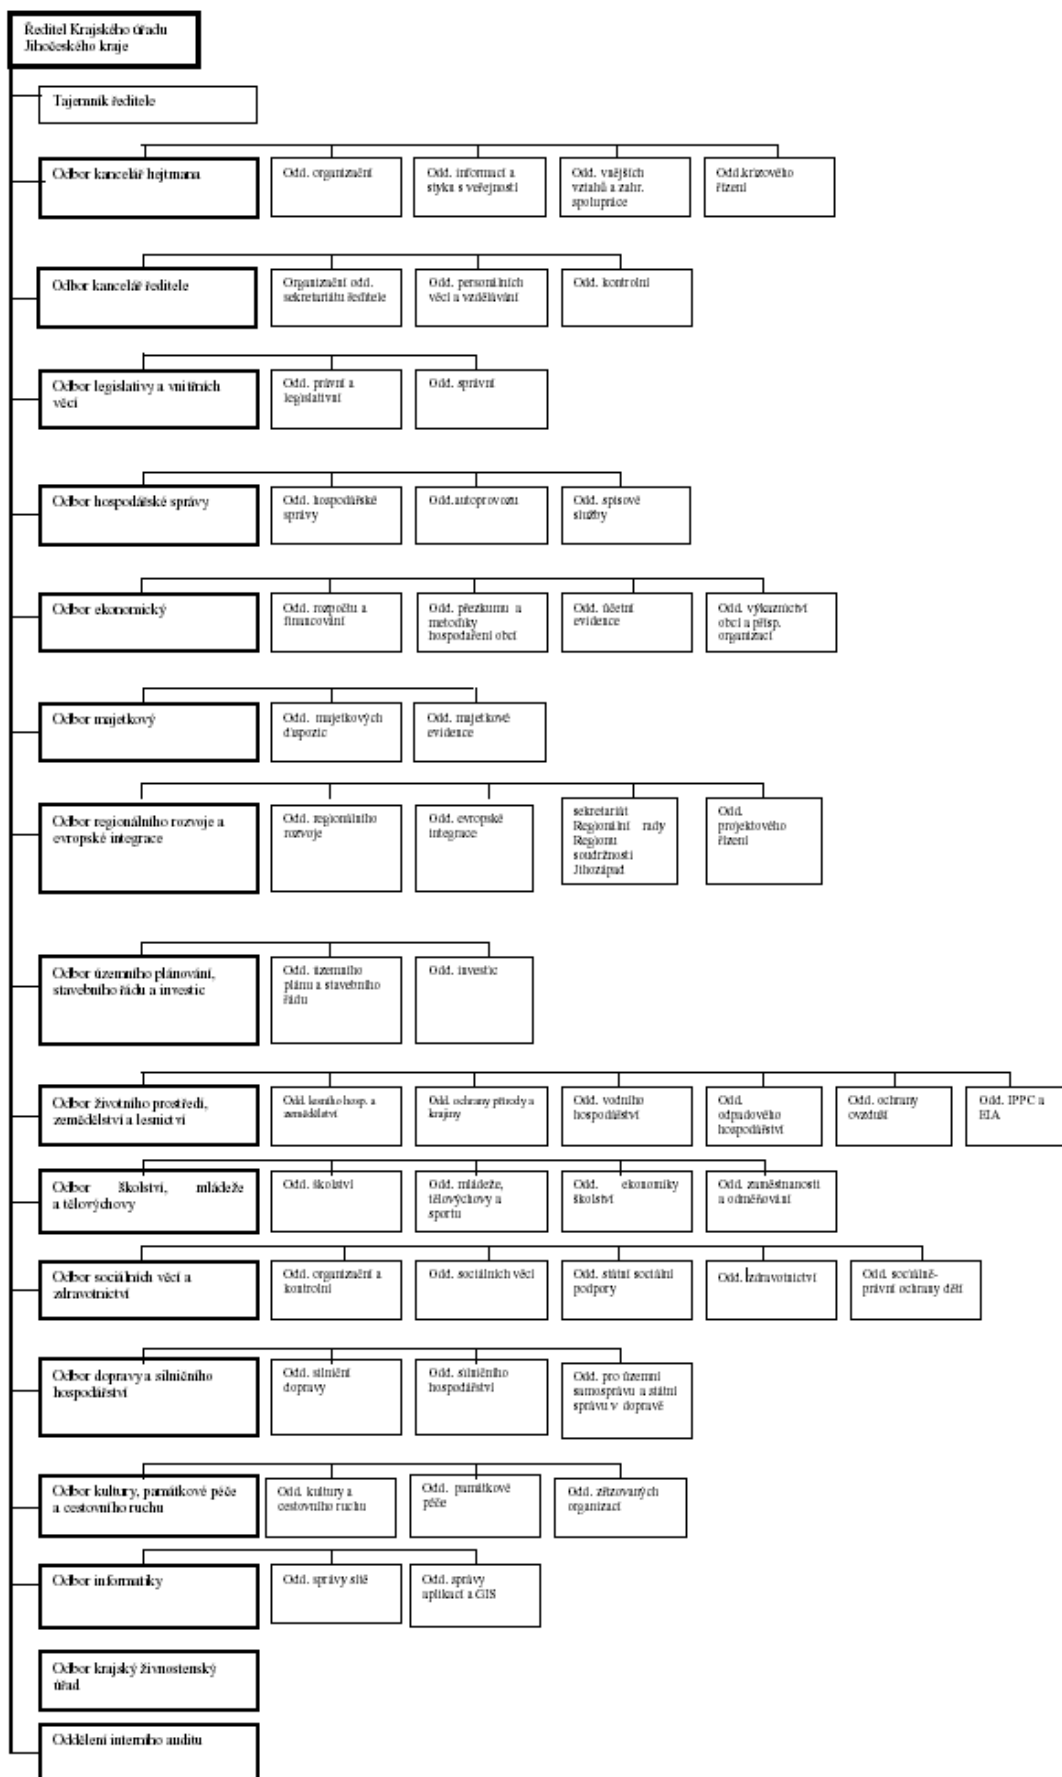 Ředitel Krajského úřadu
Jihočeského kraje
Tajemník ředitele
Odbor kancelář hejtmana
Odd. organizační
Odd. informací a
styku s veřejností
Odd. vnějších
vztahů a zahr.
spolupráce
Odd.krizového
řízení
Odbor kancelář ředitele
Organizační odd.
sekretariátu ředitele
Odd. personálních
věcí a vzdělávání
Odd. kontrolní
Odbor legislativy a vnitřních
věcí
Odd. právní a
legislativní
Odd. správní
Odbor hospodářské správy
Odd. hospodářské
správy
Odd.autoprovozu
Odd. spisové
služby
Odbor ekonomický
Odd. rozpočtu a
financování
Odd. přezkumu a
metodiky
hospodaření obcí
Odd. účetní
evidence
Odd. výkaznictví
obcí a přísp.
organizací
Odbor majetkový
Odd. majetkových
dispozic
Odd. majetkové
evidence
Odbor regionálního rozvoje a
evropské integrace
Odd. regionálního
rozvoje
Odd. evropské
integrace
sekretariát
Regionální rady
Regionu
soudržnosti
Jihozápad
Odd.
projektového
řízení
Odbor územního plánování,
stavebního řádu a investic
Odd. územního
plánu a stavebního
řádu
Odd. investic
Odbor životního prostředí,
zemědělství a lesnictví
Odd. lesního hosp. a
zemědělství
Odd. ochrany přírody a
krajiny
Odd. vodního
hospodářství
Odd.
odpadového
hospodářství
Odd. ochrany
ovzduší
Odd. IPPC a
EIA
Odbor školství, mládeže
a tělovýchovy
Odd. školství
Odd. mládeže,
tělovýchovy a
sportu
Odd. ekonomiky
školství
Odd. zaměstnanosti
a odměňování
Odbor sociálních věcí a
zdravotnictví
Odd. organizační a
kontrolní
Odd. sociálních věcí
Odd. státní sociální
podpory
Odd. zdravotnictví
Odd. sociálně-
právní ochrany dětí
Odbor dopravy a silničního
hospodářství
Odd. silniční
dopravy
Odd. silničního
hospodářství
Odd. pro územní
samosprávu a státní
správu v dopravě
Odbor kultury, památkové péče
a cestovního ruchu
Odd. kultury a
cestovního ruchu
Odd. památkové
péče
Odd. zřizovaných
organizací
Odbor informatiky
Odd. správy sítě
Odd. správy
aplikací a GIS
Odbor krajský živnostenský
úřad
Oddělení interního auditu